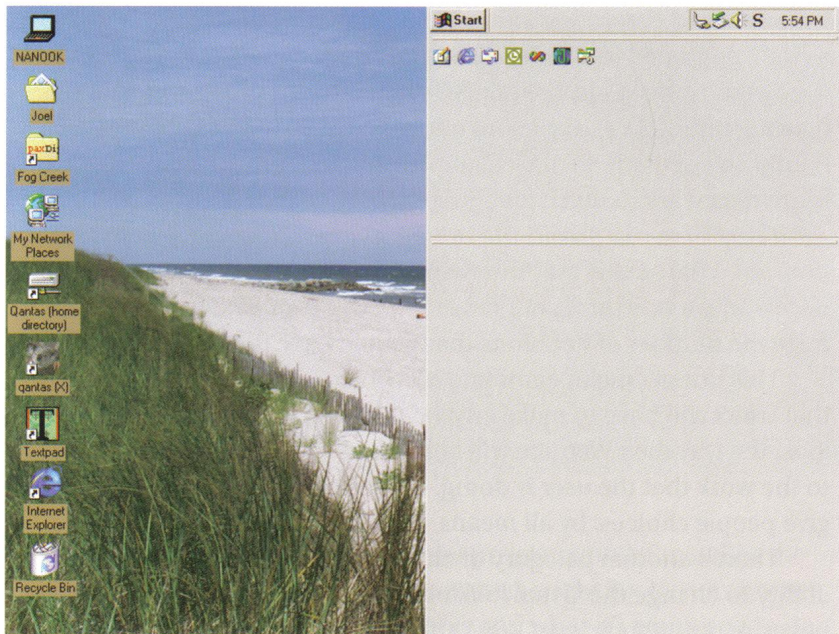 NANOOK
Joel
paxDi
Fog Creek
My Network
Places
Qantas (home
directory)
qantas (X)
T
Textpad
Internet
Explorer
Recycle Bin
Start
S
5:54 PM